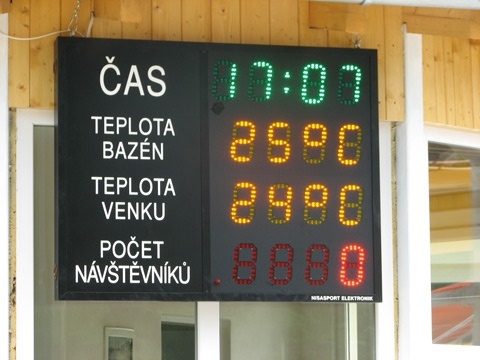 ČAS 17:07
TEPLOTA
BAZÉN 25°C
TEPLOTA
VENKU 24°C
POČET
NÁVŠTĚVNÍKŮ 0
NISASPORT ELEKTRONIK